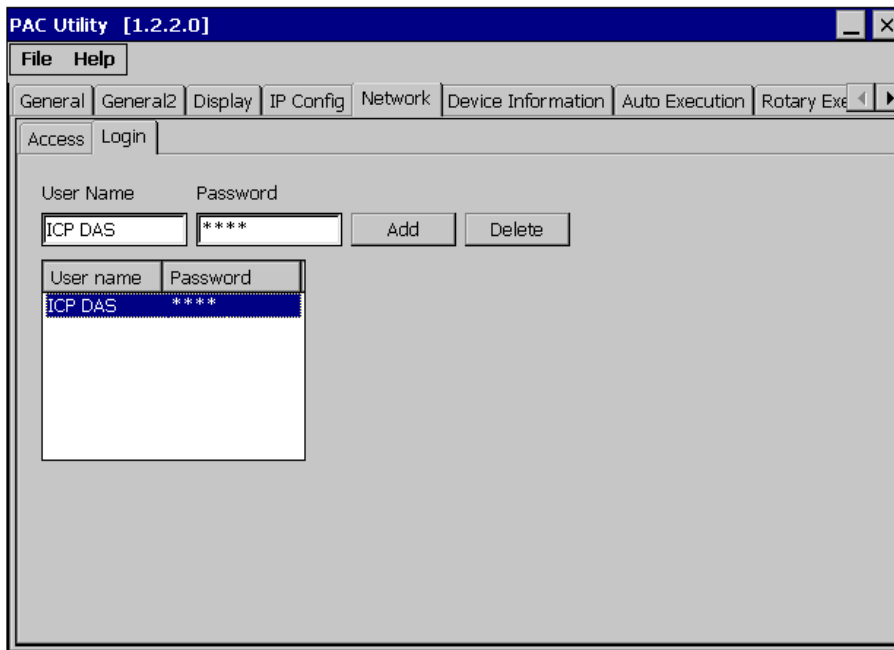 PAC Utility [1.2.2.0]
File Help
General General2 Display IP Config Network Device Information Auto Execution Rotary Exe
Access Login
User Name Password
ICP DAS **** Add Delete
User name Password
ICP DAS ****